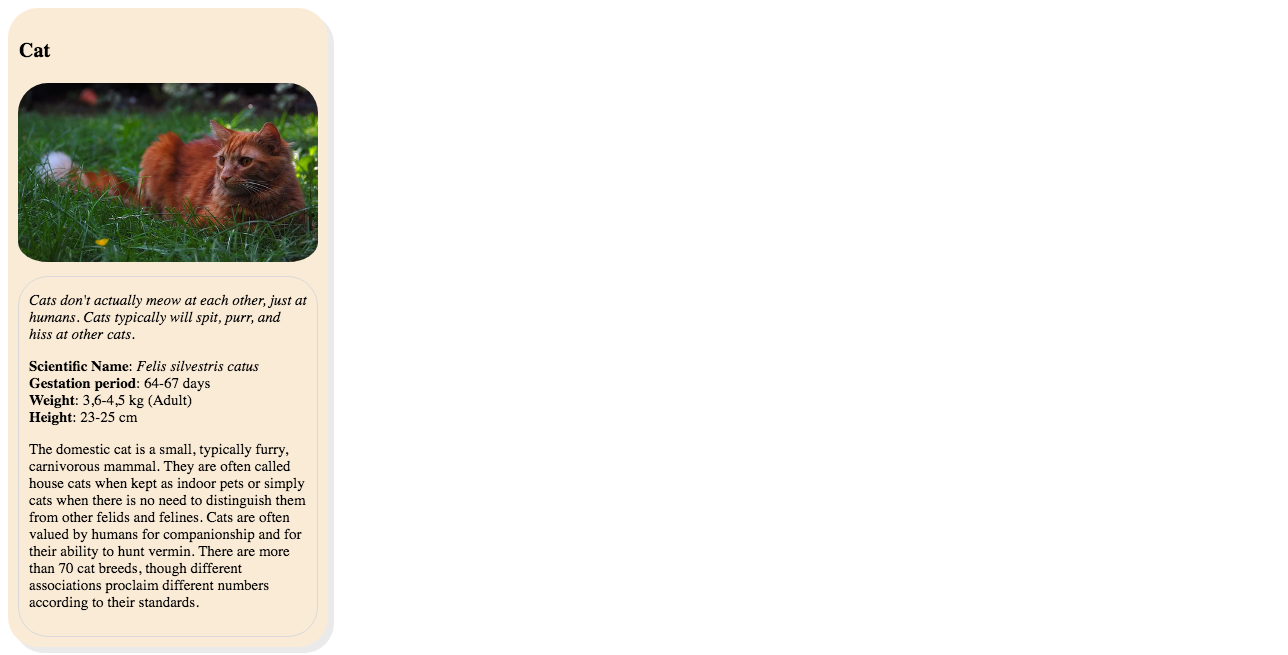 Cat
Cats don't actually meow at each other, just at
humans. Cats typically will spit, purr, and
hiss at other cats.
Scientific Name: Felis silvestris catus
Gestation period: 64-67 days
Weight: 3,6-4,5 kg (Adult)
Height: 23-25 cm
The domestic cat is a small, typically furry,
carnivorous mammal. They are often called
house cats when kept as indoor pets or simply
cats when there is no need to distinguish them
from other felids and felines. Cats are often
valued by humans for companionship and for
their ability to hunt vermin. There are more
than 70 cat breeds, though different
associations proclaim different numbers
according to their standards.